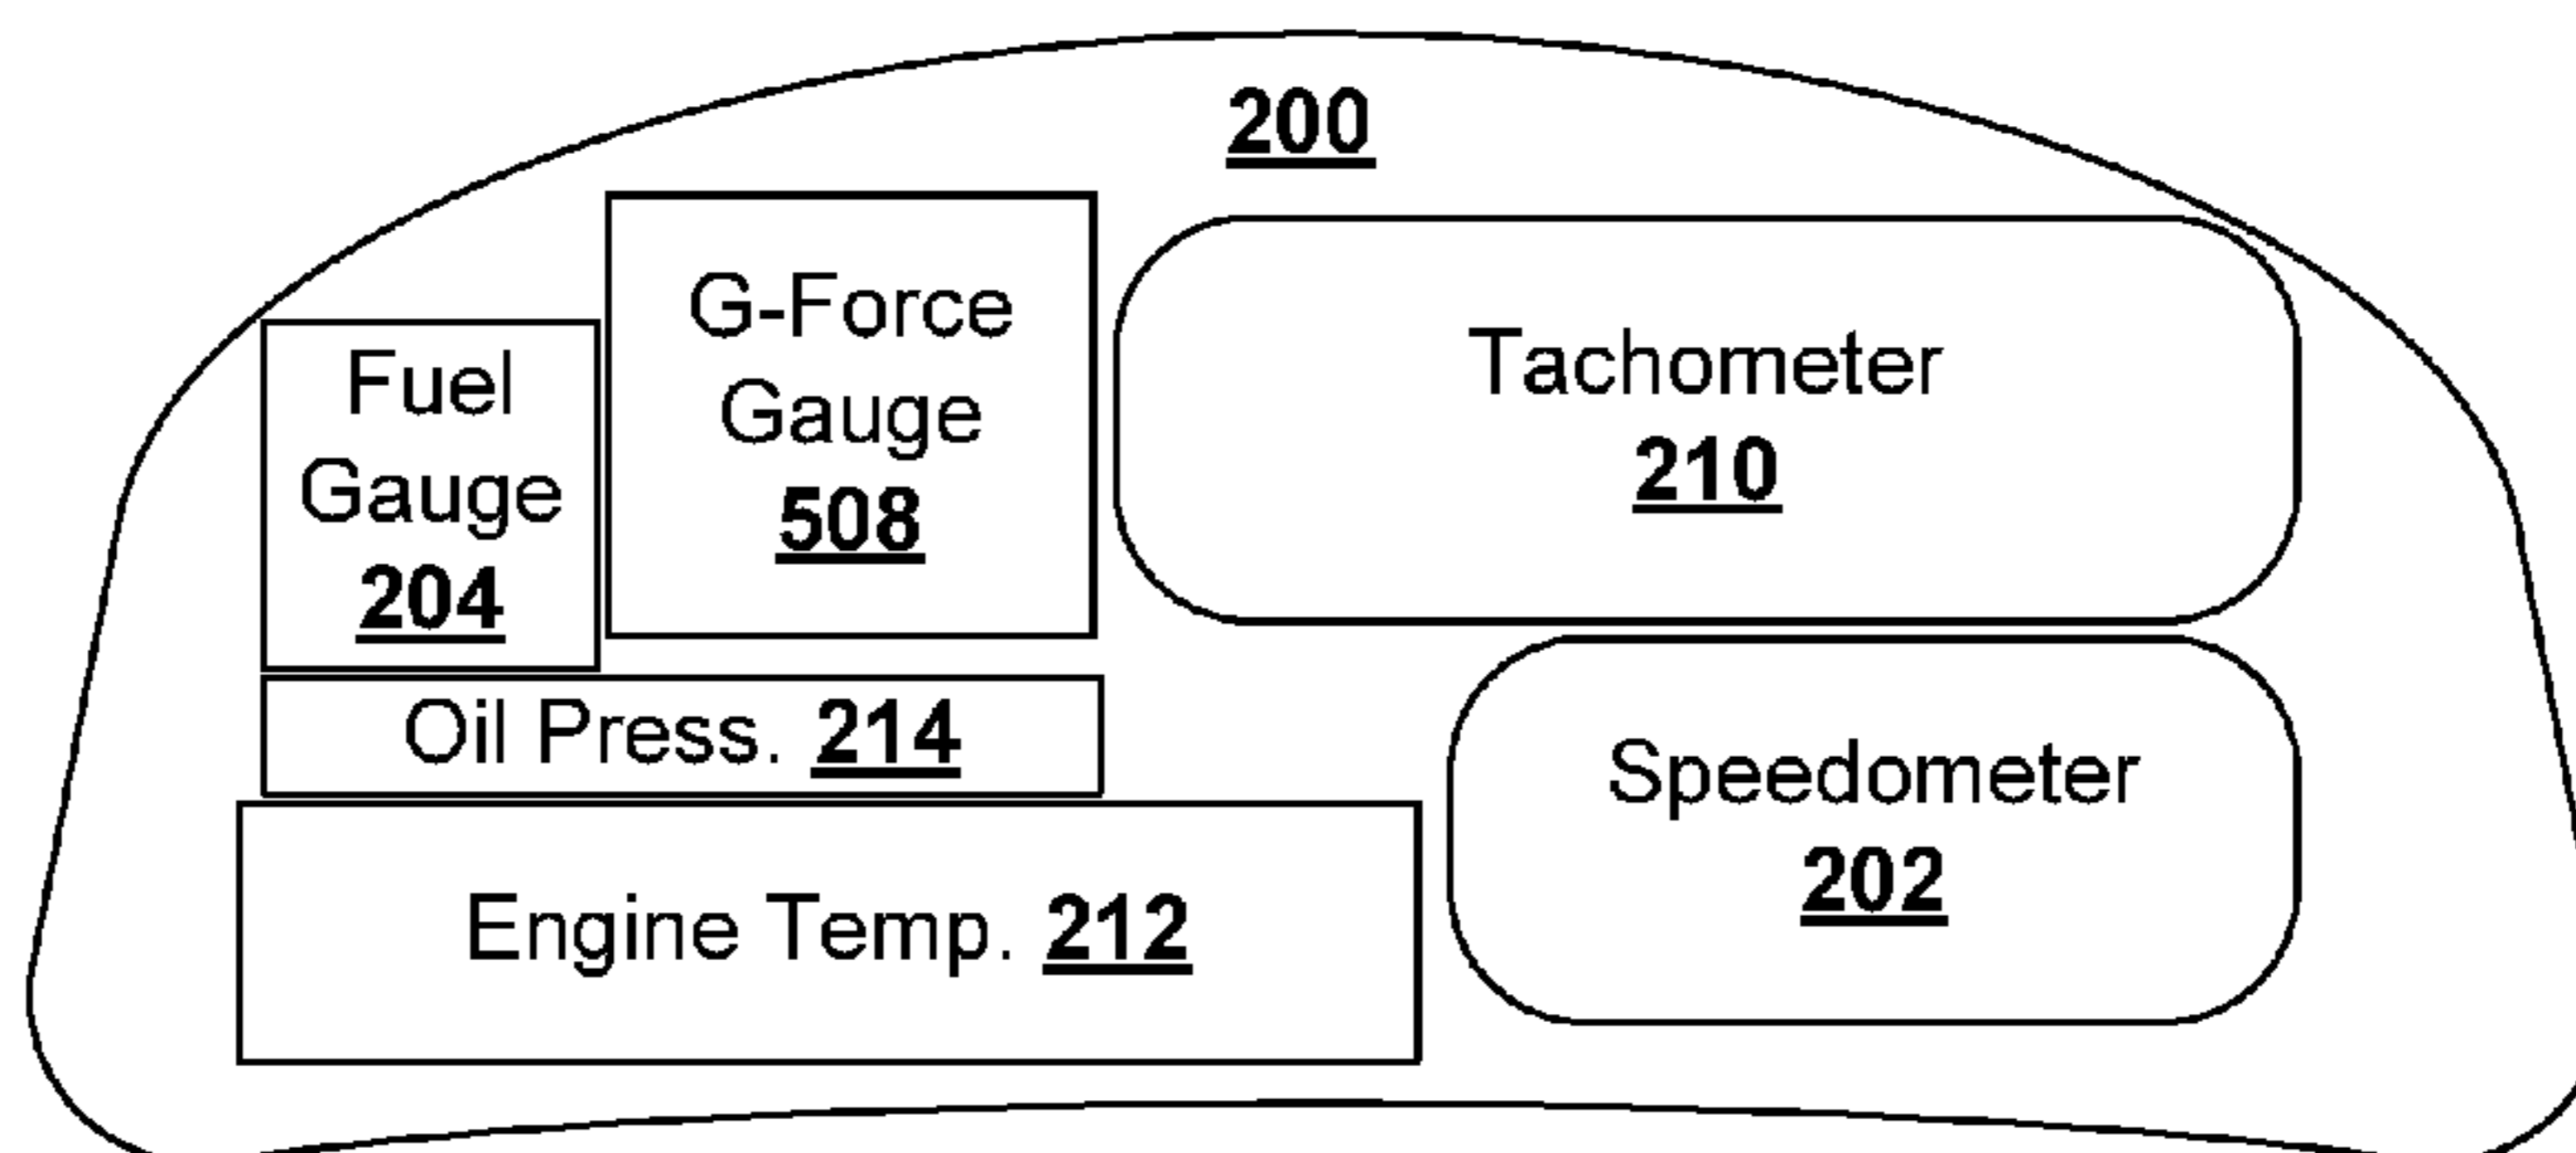 200
G-Force
Gauge
508
Fuel
Gauge
204
Tachometer
210
Oil Press. 214
Speedometer
202
Engine Temp. 212